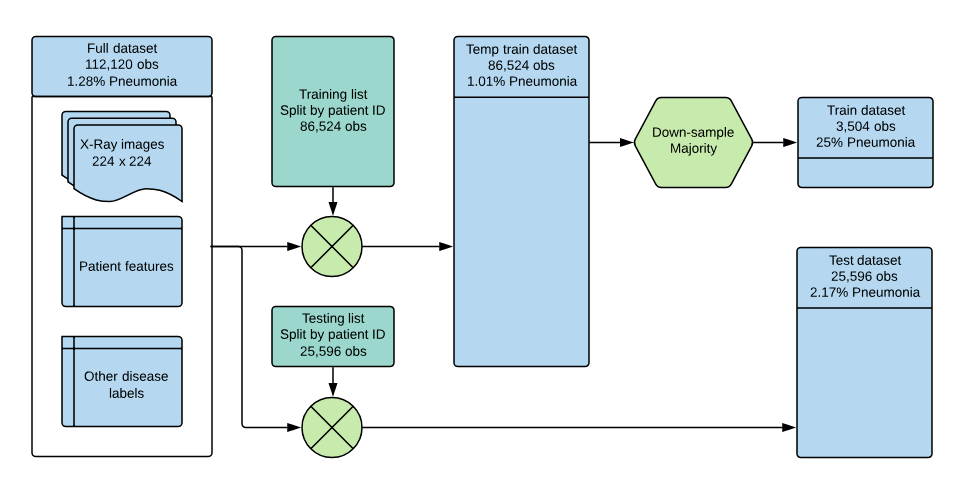 Full dataset
112,120 obs
1.28% Pneumonia
X-Ray images
224 x 224
Patient features
Other disease
labels
Training list
Split by patient ID
86,524 obs
Testing list
Split by patient ID
25,596 obs
Temp train dataset
86,524 obs
1.01% Pneumonia
Down-sample
Majority
Train dataset
3,504 obs
25% Pneumonia
Test dataset
25,596 obs
2.17% Pneumonia